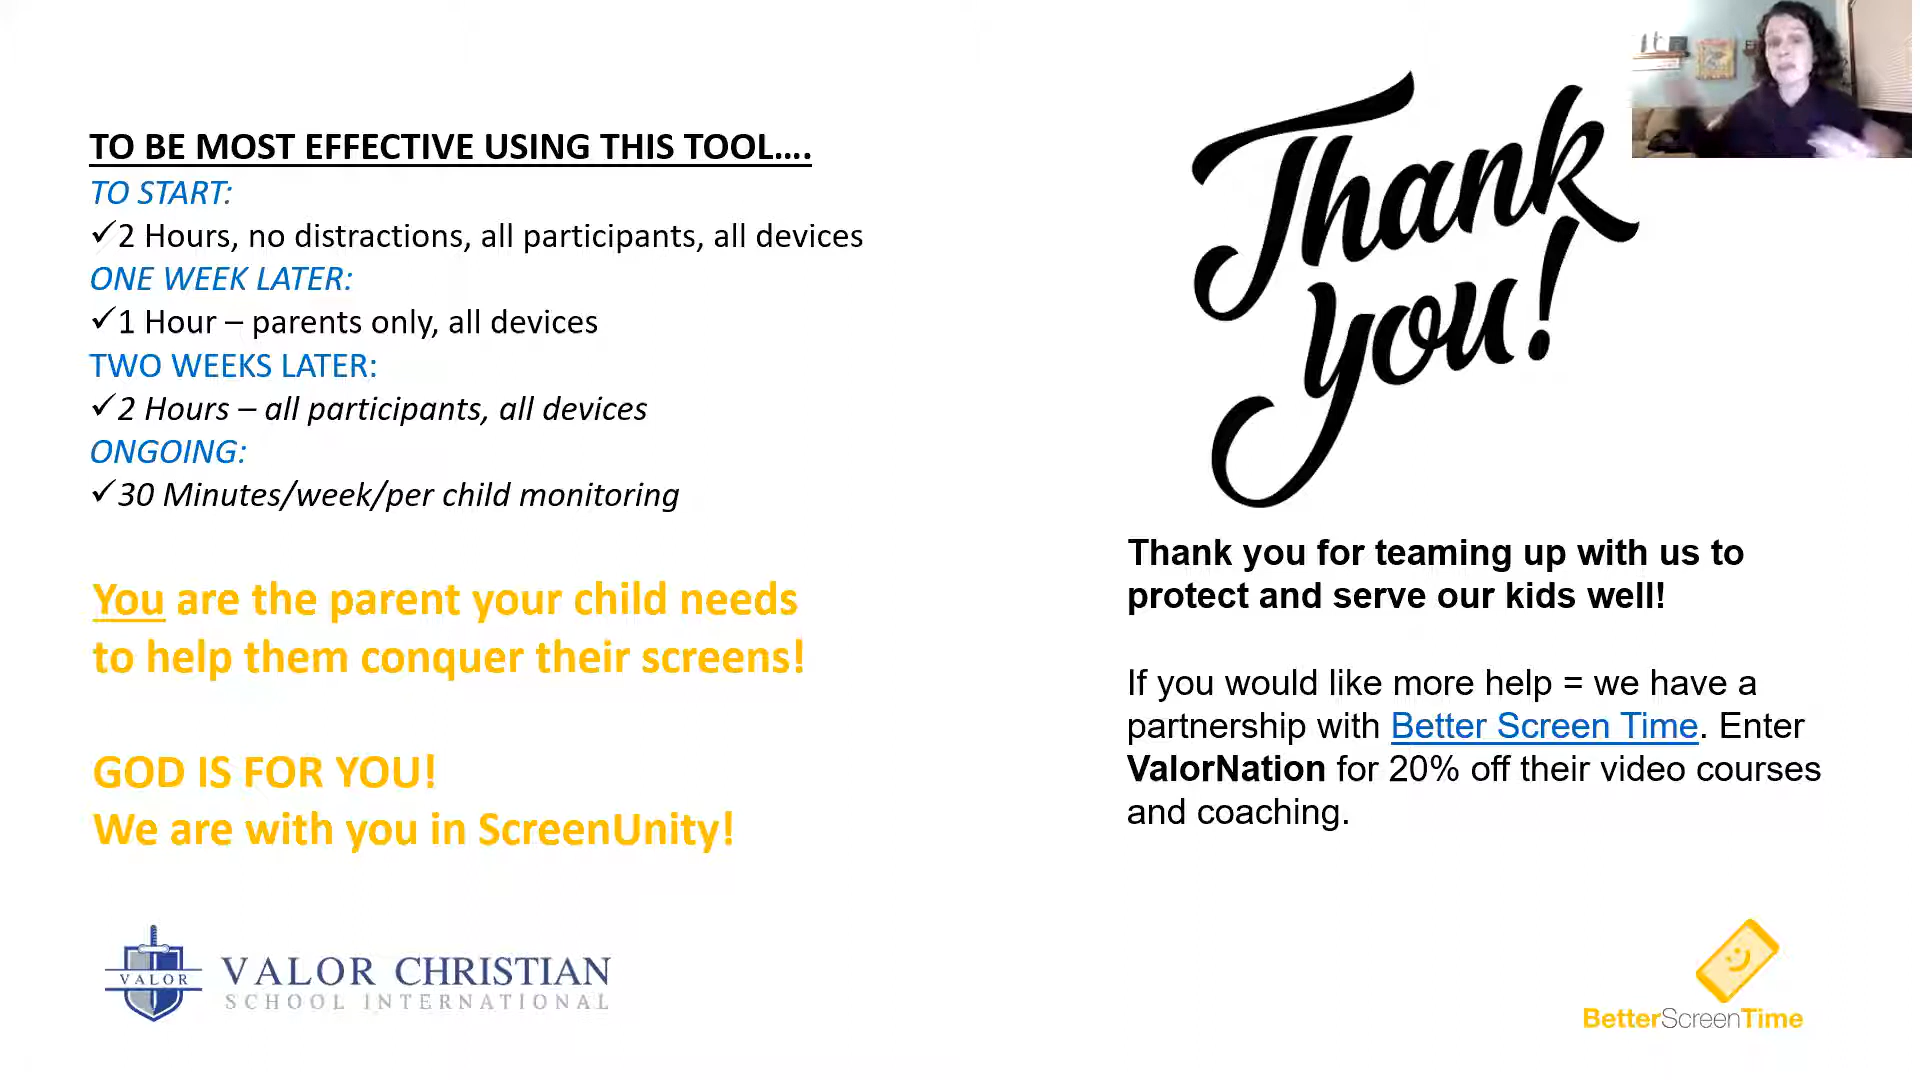 TO BE MOST EFFECTIVE USING THIS TOOL....
TO START:
✓2 Hours, no distractions, all participants, all devices
ONE WEEK LATER:
✓1 Hour – parents only, all devices
TWO WEEKS LATER:
✓2 Hours – all participants, all devices
ONGOING:
✓30 Minutes/week/per child monitoring
You are the parent your child needs
to help them conquer their screens!
GOD IS FOR YOU!
We are with you in ScreenUnity!
VALOR
VALOR CHRISTIAN
SCHOOL INTERNATIONAL
Thank
you!
Thank you for teaming up with us to
protect and serve our kids well!
If you would like more help = we have a
partnership with Better Screen Time. Enter
ValorNation for 20% off their video courses
and coaching.
BetterScreenTime